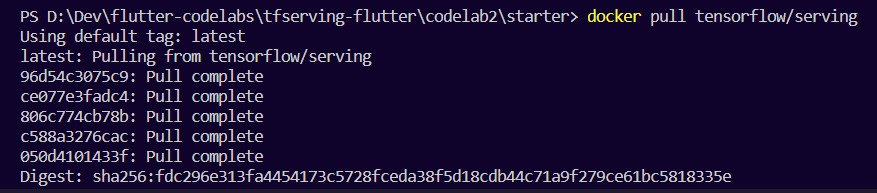 PS D:\Dev\flutter-codelabs\tfserving-flutter\codelab2\starter> docker pull tensorflow/serving
Using default tag: latest
latest: Pulling from tensorflow/serving
96d54c3075c9: Pull complete
ce077e3fadc4: Pull complete
806c774cb78b: Pull complete
c588a3276cac: Pull complete
050d4101433f: Pull complete
Digest: sha256:fdc296e313fa4454173c5728fceda38f5d18cdb44c71a9f279ce61bc5818335e